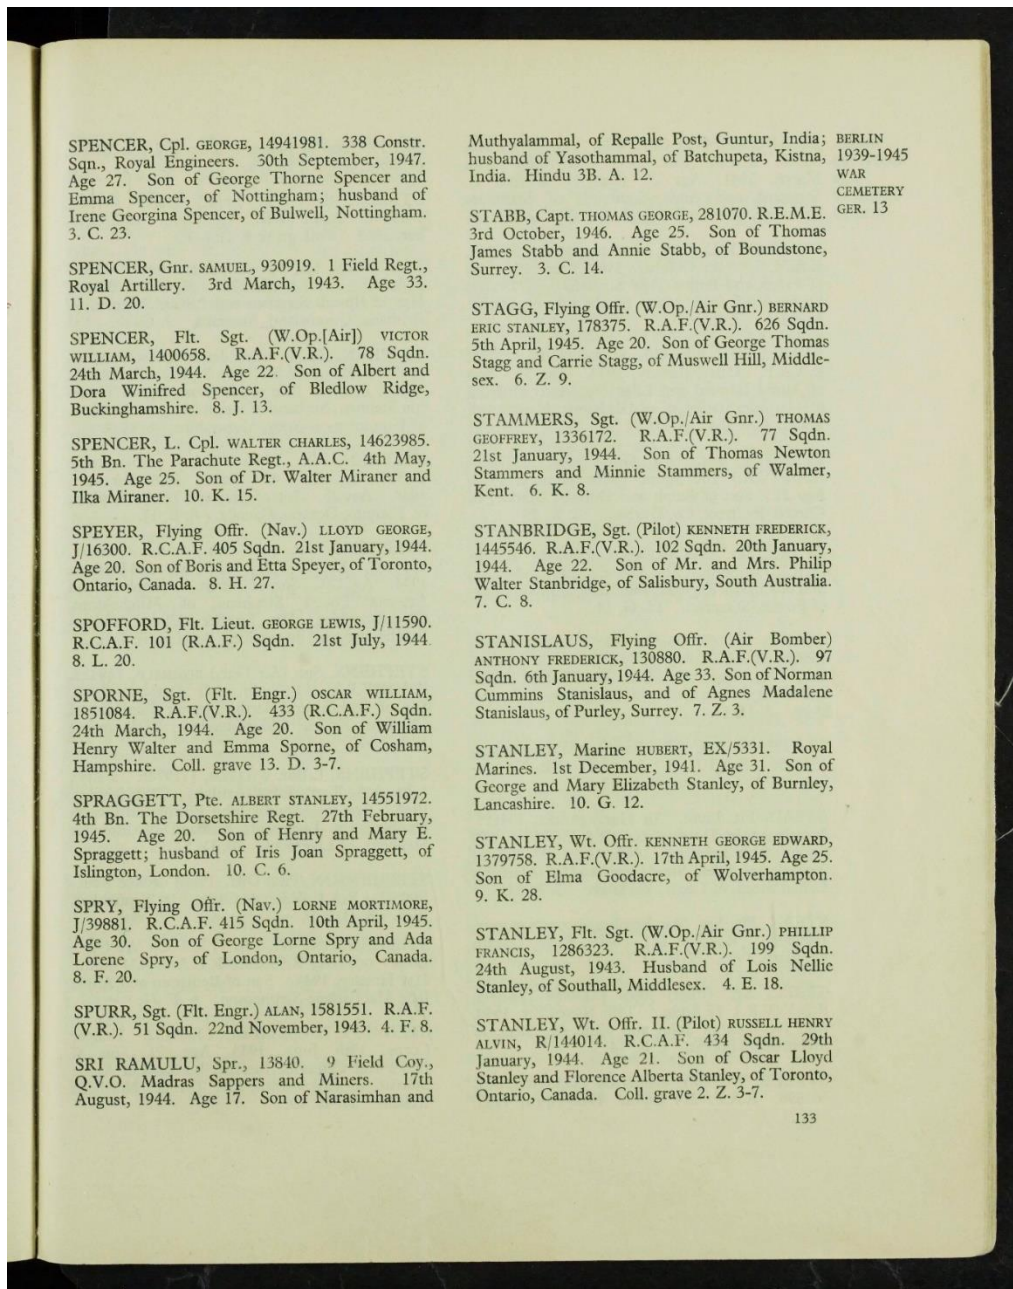 SPENCER, Cpl. GEORGE, 14941981. 338 Constr.
Sqn., Royal Engineers. 30th September, 1947.
Age 27. Son of George Thorne Spencer and
Emma Spencer, of Nottingham; husband of
Irene Georgina Spencer, of Bulwell, Nottingham.
3. C. 23.
SPENCER, Gnr. SAMUEL, 930919. 1 Field Regt.,
Royal Artillery. 3rd March, 1943. Age 33.
11. D. 20.
SPENCER, Flt. Sgt. (W.Op.[Air]) VICTOR
WILLIAM, 1400658. R.A.F.(V.R.). 78 Sqdn.
24th March, 1944. Age 22. Son of Albert and
Dora Winifred Spencer, of Bledlow Ridge,
Buckinghamshire. 8. J. 13.
SPENCER, L. Cpl. WALTER CHARLES, 14623985.
5th Bn. The Parachute Regt., A.A.C. 4th May,
1945. Age 25. Son of Dr. Walter Miraner and
Ilka Miraner. 10. K. 15.
SPEYER, Flying Offr. (Nav.) LLOYD GEORGE,
J/16300. R.C.A.F. 405 Sqdn. 21st January, 1944.
Age 20. Son of Boris and Etta Speyer, of Toronto,
Ontario, Canada. 8. H. 27.
SPOFFORD, Flt. Lieut. GEORGE LEWIS, J/11590.
R.C.A.F. 101 (R.A.F.) Sqdn. 21st July, 1944.
8. L. 20.
SPORNE, Sgt. (Flt. Engr.) OSCAR WILLIAM,
1851084. R.A.F.(V.R.). 433 (R.C.A.F.) Sqdn.
24th March, 1944. Age 20. Son of William
Henry Walter and Emma Sporne, of Cosham,
Hampshire. Coll. grave 13. D. 3-7.
SPRAGGETT, Pte. ALBERT STANLEY, 14551972.
4th Bn. The Dorsetshire Regt. 27th February,
1945. Age 20. Son of Henry and Mary E.
Spraggett; husband of Iris Joan Spraggett, of
Islington, London. 10. C. 6.
SPRY, Flying Offr. (Nav.) LORNE MORTIMORE,
J/39881. R.C.A.F. 415 Sqdn. 10th April, 1945.
Age 30. Son of George Lorne Spry and Ada
Lorene Spry, of London, Ontario, Canada.
8. F. 20.
SPURR, Sgt. (Flt. Engr.) ALAN, 1581551. R.A.F.
(V.R.). 51 Sqdn. 22nd November, 1943. 4. F. 8.
SRI RAMULU, Spr., 13840. 9 Field Coy.,
Q.V.O. Madras Sappers and Miners. 17th
August, 1944. Age 17. Son of Narasimhan and
Muthyalammal, of Repalle Post, Guntur, India;
husband of Yasothammal, of Batchupeta, Kistna,
India. Hindu 3B. A. 12.
STABB, Capt. THOMAS GEORGE, 281070. R.E.M.E.
3rd October, 1946. Age 25. Son of Thomas
James Stabb and Annie Stabb, of Boundstone,
Surrey. 3. C. 14.
STAGG, Flying Offr. (W.Op./Air Gnr.) BERNARD
ERIC STANLEY, 178375. R.A.F.(V.R.). 626 Sqdn.
5th April, 1945. Age 20. Son of George Thomas
Stagg and Carrie Stagg, of Muswell Hill, Middle-
sex. 6. Z. 9.
STAMMERS, Sgt. (W.Op./Air Gnr.) THOMAS
GEOFFREY, 1336172. R.A.F.(V.R.). 77 Sqdn.
21st January, 1944. Son of Thomas Newton
Stammers and Minnie Stammers, of Walmer,
Kent. 6. K. 8.
STANBRIDGE, Sgt. (Pilot) KENNETH FREDERICK,
1445546. R.A.F.(V.R.). 102 Sqdn. 20th January,
1944. Age 22. Son of Mr. and Mrs. Philip
Walter Stanbridge, of Salisbury, South Australia.
7. C. 8.
STANISLAUS, Flying Offr. (Air Bomber)
ANTHONY FREDERICK, 130880. R.A.F.(V.R.). 97
Sqdn. 6th January, 1944. Age 33. Son of Norman
Cummins Stanislaus, and of Agnes Madalene
Stanislaus, of Purley, Surrey. 7. Z. 3.
STANLEY, Marine HUBERT, EX/5331. Royal
Marines. 1st December, 1941. Age 31. Son of
George and Mary Elizabeth Stanley, of Burnley,
Lancashire. 10. G. 12.
STANLEY, Wt. Offr. KENNETH GEORGE EDWARD,
1379758. R.A.F.(V.R.). 17th April, 1945. Age 25.
Son of Elma Goodacre, of Wolverhampton.
9. K. 28.
STANLEY, Flt. Sgt. (W.Op./Air Gnr.) PHILLIP
FRANCIS, 1286323. R.A.F.(V.R.). 199 Sqdn.
24th August, 1943. Husband of Lois Nellie
Stanley, of Southall, Middlesex. 4. E. 18.
STANLEY, Wt. Offr. II. (Pilot) RUSSELL HENRY
ALVIN, R/144014. R.C.A.F. 434 Sqdn. 29th
January, 1944. Age 21. Son of Oscar Lloyd
Stanley and Florence Alberta Stanley, of Toronto,
Ontario, Canada. Coll. grave 2. Z. 3-7.
BERLIN
1939-1945
WAR
CEMETERY
GER. 13
133